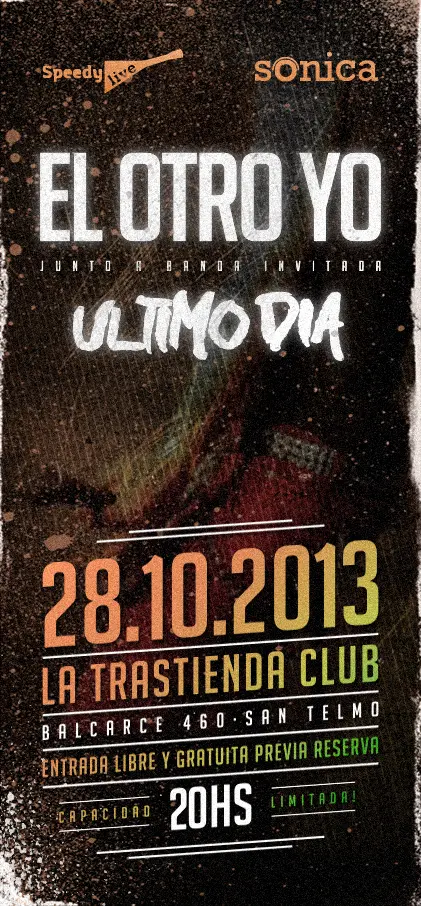 Speedy live sonica
EL OTRO YO
JUNTO A BANDA INVITADA
ULTIMO DIA
28.10.2013
LA TRASTIENDA CLUB
BALCARCE 460·SAN TELMO
ENTRADA LIBRE Y GRATUITA PREVIA RESERVA
CAPACIDAD 20HS LIMITADA!